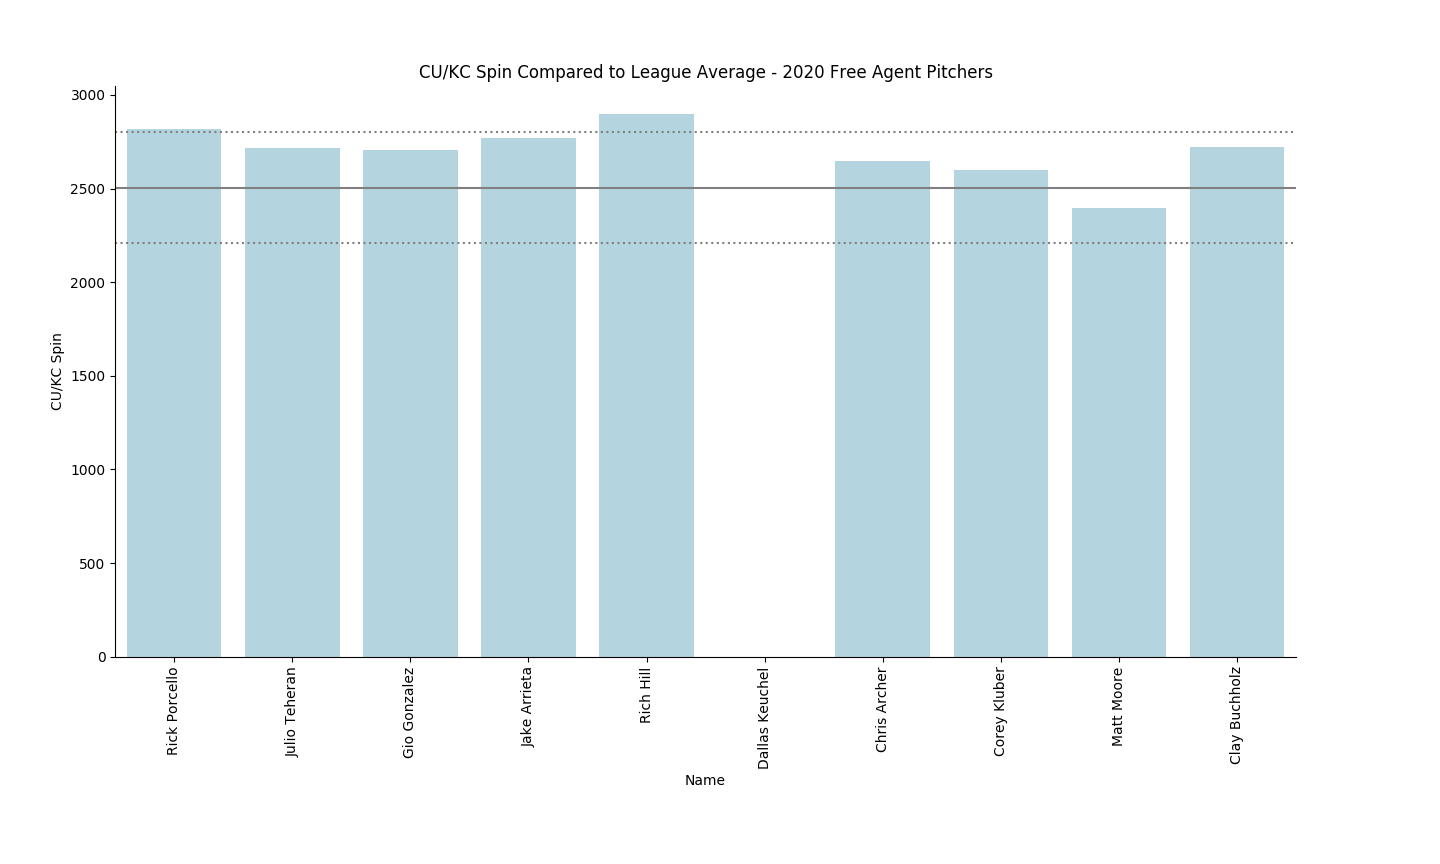 CU/KC Spin Compared to League Average - 2020 Free Agent Pitchers
3000
2500
2000
1500
1000
500
0
CU/KC Spin
Rick Porcello
Julio Teheran
Gio Gonzalez
Jake Arrieta
Rich Hill
Dallas Keuchel
Chris Archer
Corey Kluber
Matt Moore
Clay Buchholz
Name